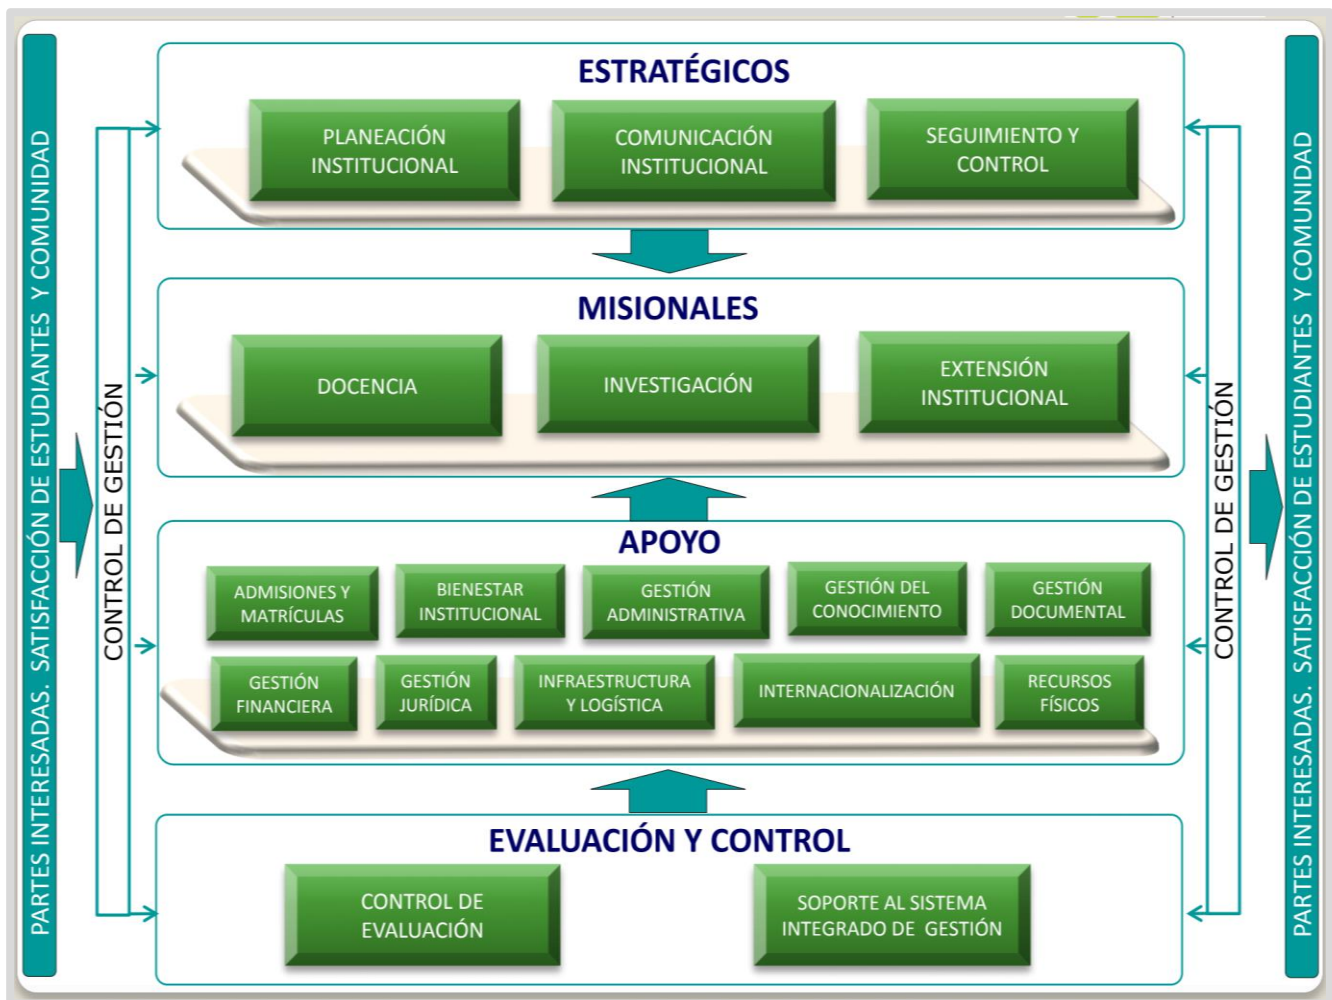 PARTES INTERESADAS. SATISFACCIÓN DE ESTUDIANTES Y COMUNIDAD
CONTROL DE GESTIÓN
ESTRATÉGICOS
PLANEACIÓN
INSTITUCIONAL
COMUNICACIÓN
INSTITUCIONAL
SEGUIMIENTO Y
CONTROL
MISIONALES
DOCENCIA
INVESTIGACIÓN
EXTENSIÓN
INSTITUCIONAL
APOYO
ADMISIONES Y
MATRÍCULAS
BIENESTAR
INSTITUCIONAL
GESTIÓN
ADMINISTRATIVA
GESTIÓN DEL
CONOCIMIENTO
GESTIÓN
DOCUMENTAL
GESTIÓN
FINANCIERA
GESTIÓN
JURÍDICA
INFRAESTRUCTURA
Y LOGÍSTICA
INTERNACIONALIZACIÓN
RECURSOS
FÍSICOS
EVALUACIÓN Y CONTROL
CONTROL DE
EVALUACIÓN
SOPORTE AL SISTEMA
INTEGRADO DE GESTIÓN
CONTROL DE GESTIÓN
PARTES INTERESADAS. SATISFACCIÓN DE ESTUDIANTES Y COMUNIDAD